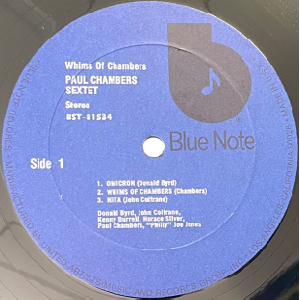 Whims Of Chambers
PAUL CHAMBERS
SEXTET
Stereo
BST-81534
Blue Note
Side 1
1. OMICRON (Donald Byrd)
2. WHIMS OF CHAMBERS (Chambers)
3. NITA (John Coltrane)
Donald Byrd, John Coltrane,
Kenny Burrell, Horace Silver,
Paul Chambers, "Philly" Joe Jones